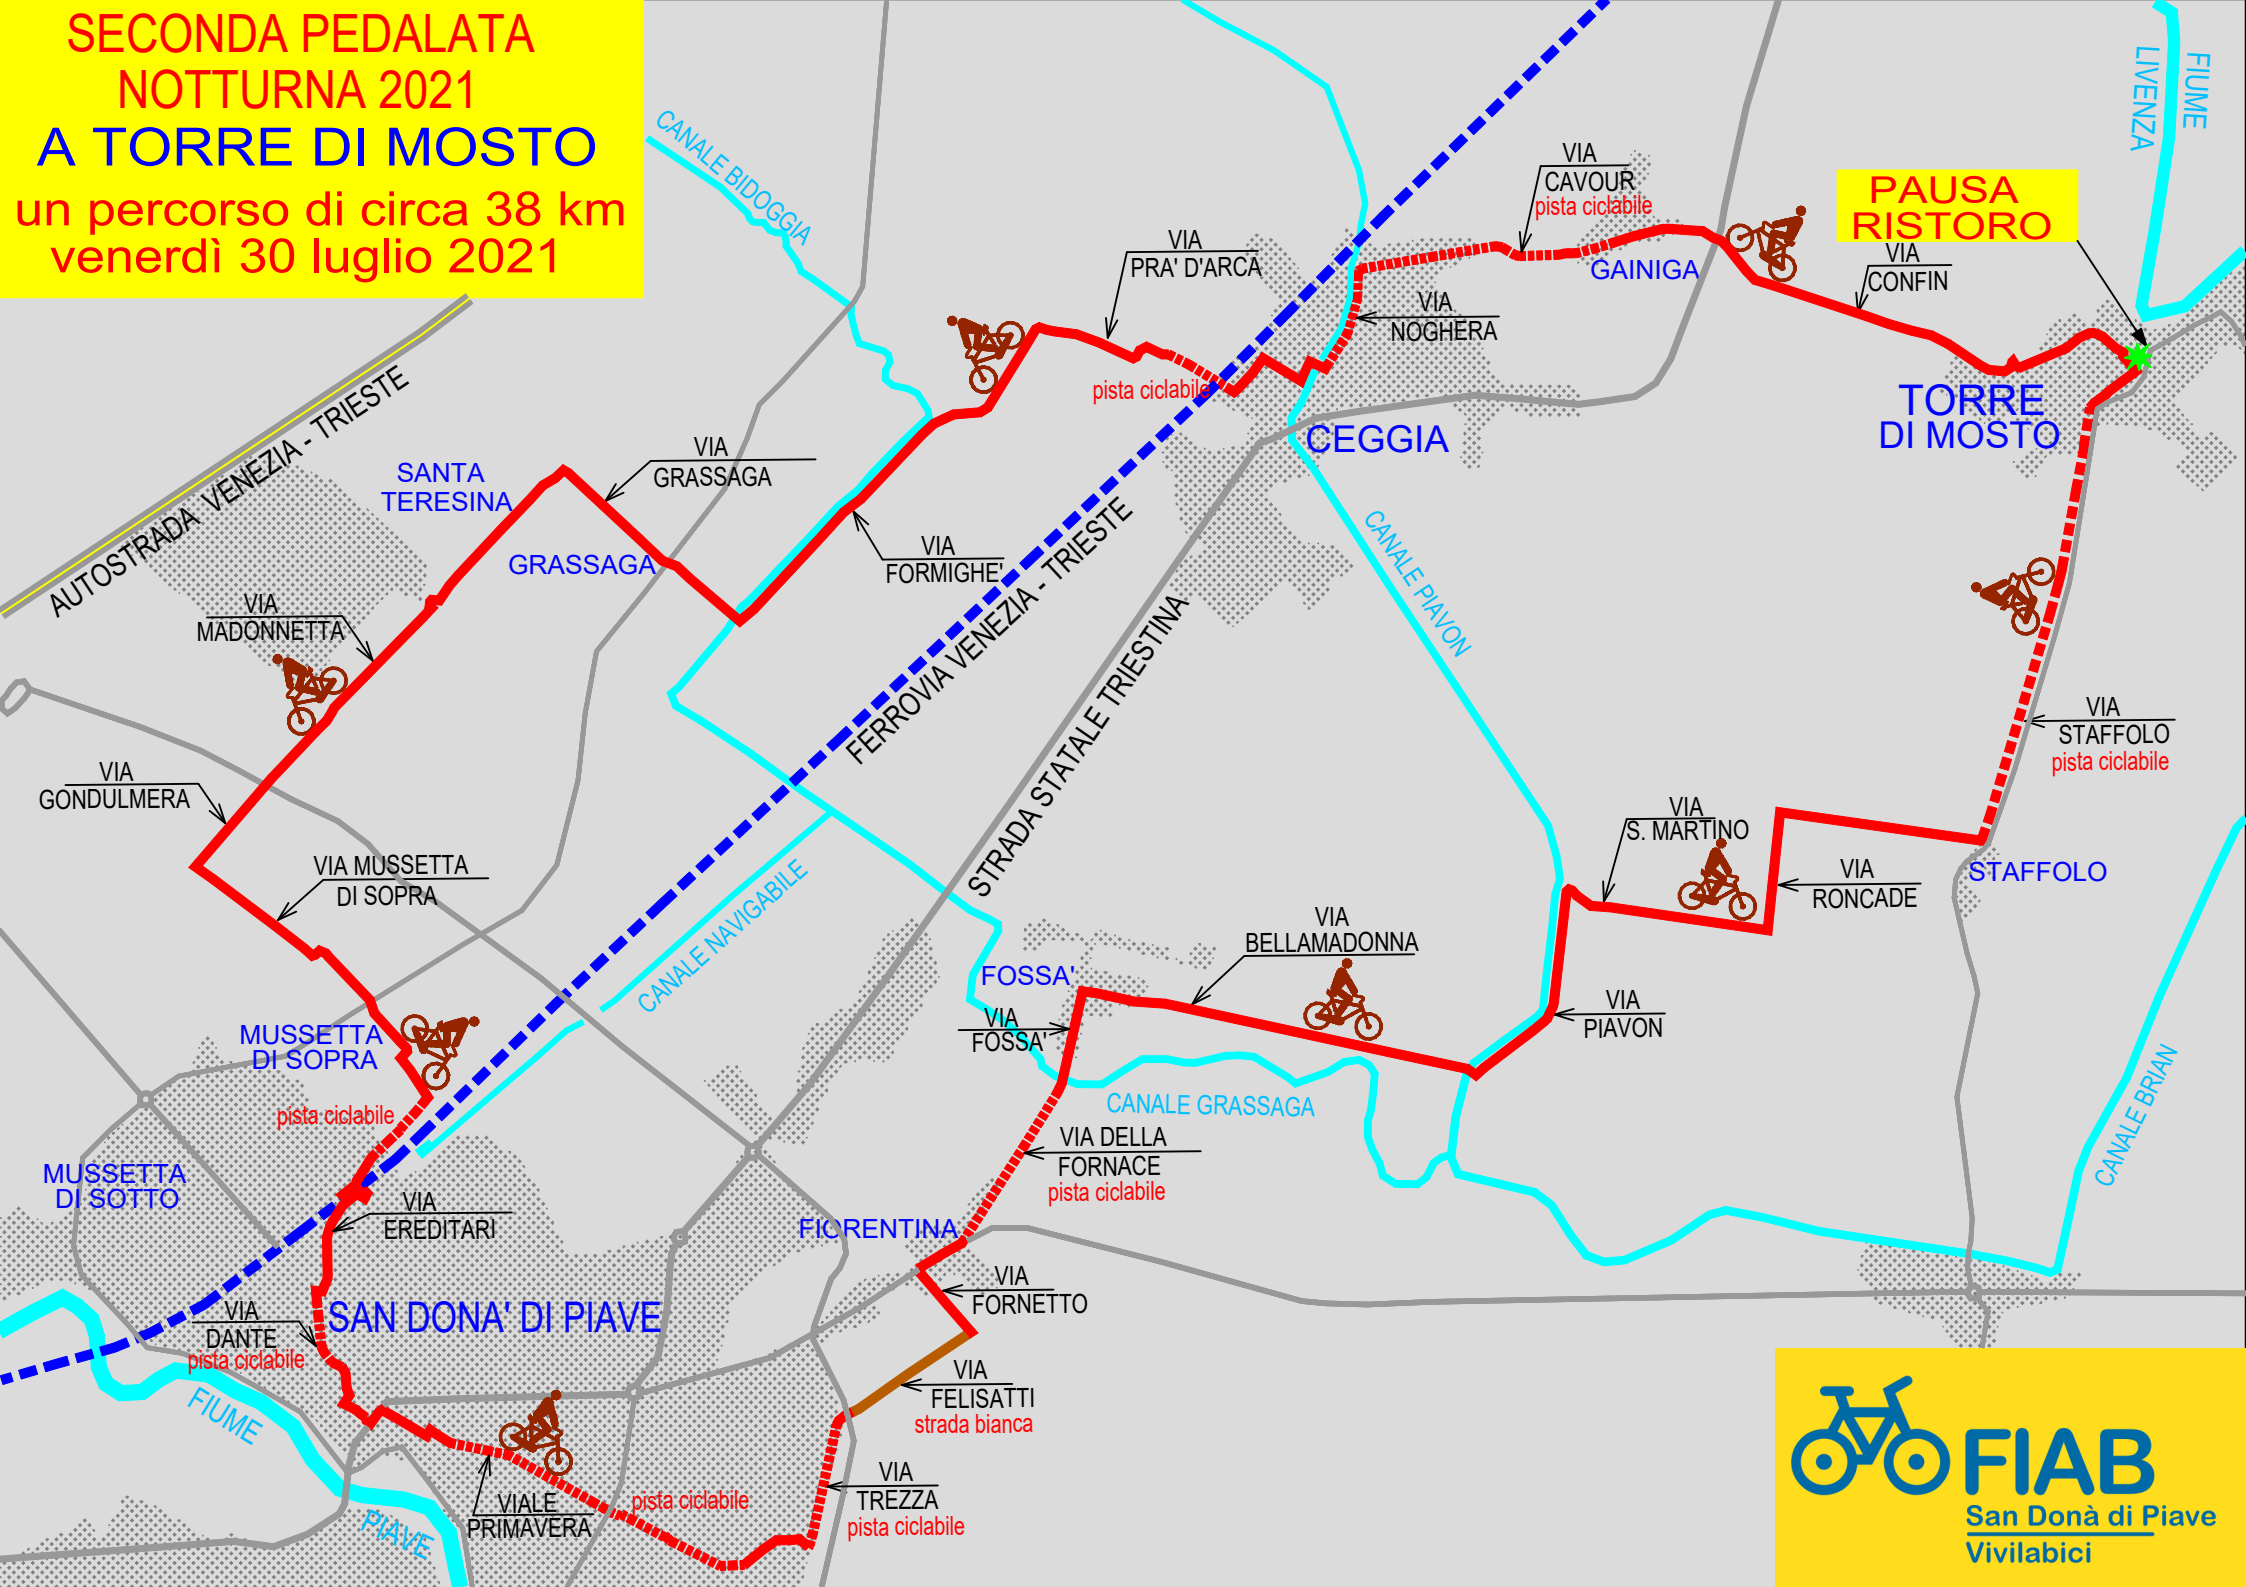 SECONDA PEDALATA
NOTTURNA 2021
A TORRE DI MOSTO
un percorso di circa 38 km
venerdì 30 luglio 2021
CANALE BIDOGGIA
VIA
CAVOUR
pista ciclabile
FIUME
LIVENZA
PAUSA
RISTORO
VIA
CONFIN
VIA
PRA' D'ARCA
GAINIGA
VIA
NOGHERA
pista ciclabile
TORRE
DI MOSTO
CEGGIA
AUTOSTRADA VENEZIA - TRIESTE
SANTA
TERESINA
VIA
GRASSAGA
GRASSAGA
VIA
FORMIGHE'
CANALE PIAVON
VIA
MADONNETTA
FERROVIA VENEZIA - TRIESTE
STRADA STATALE TRIESTINA
VIA
STAFFOLO
pista ciclabile
VIA
GONDULMERA
VIA
S. MARTINO
VIA MUSSETTA
DI SOPRA
STAFFOLO
VIA
RONCADE
CANALE NAVIGABILE
VIA
BELLAMADONNA
FOSSA'
VIA
FOSSA'
VIA
PIAVON
MUSSETTA
DI SOPRA
pista ciclabile
CANALE GRASSAGA
CANALE BRIAN
VIA DELLA
FORNACE
pista ciclabile
MUSSETTA
DI SOTTO
VIA
EREDITARI
FIORENTINA
VIA
FORNETTO
SAN DONA' DI PIAVE
VIA
DANTE
pista ciclabile
VIA
FELISATTI
strada bianca
FIUME
PIAVE
VIALE
PRIMAVERA
pista ciclabile
VIA
TREZZA
pista ciclabile
FIAB
San Donà di Piave
Vivilabici